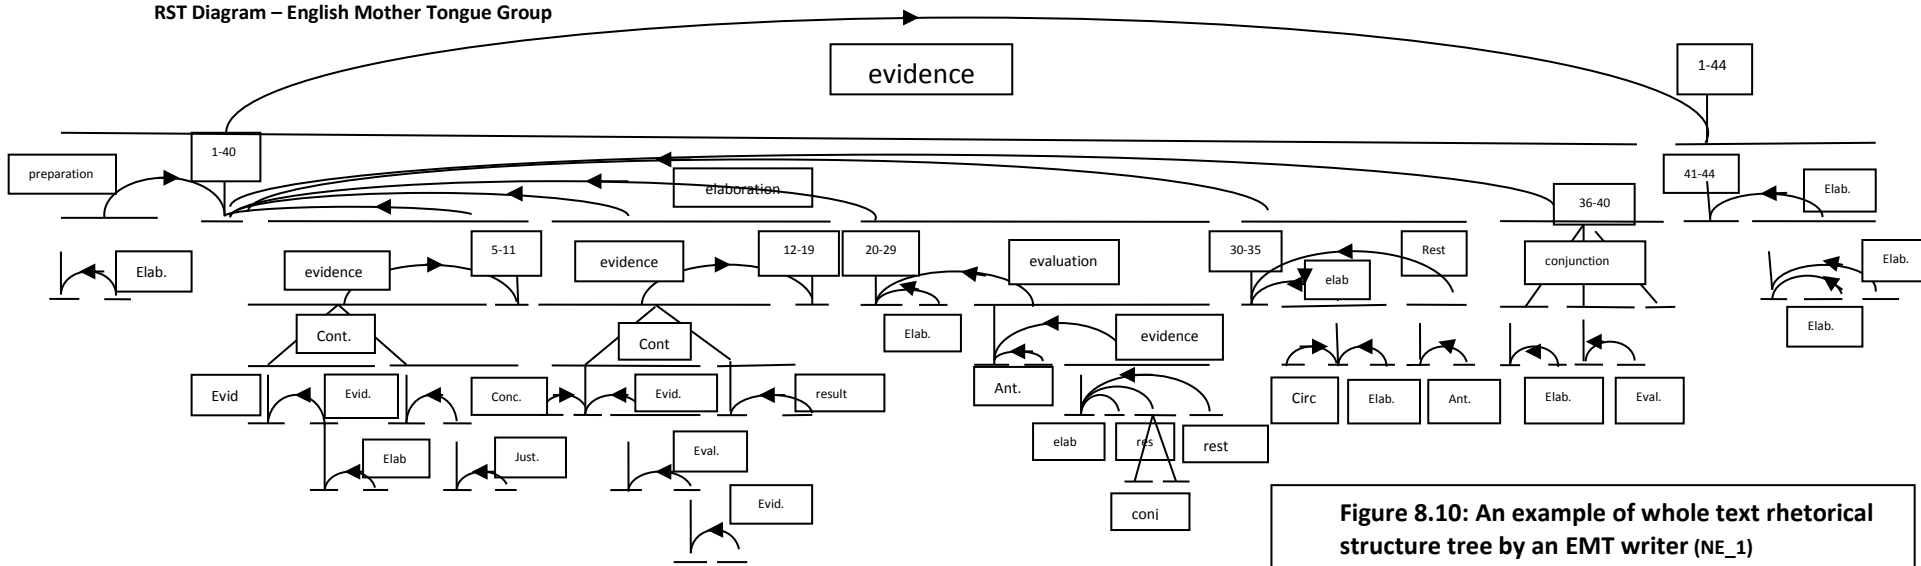 RST Diagram – English Mother Tongue Group
evidence
1-44
1-40
preparation
elaboration
41-44
Elab.
36-40
Elab.
evidence
5-11
evidence
12-19
20-29
evaluation
30-35
Rest
elab
conjunction
Elab.
Elab.
Cont.
Cont
Elab.
evidence
Evid
Evid.
Conc.
Evid.
result
Ant.
Circ
Elab.
Ant.
Elab.
Eval.
Elab
Just.
Eval.
elab
res
rest
Evid.
conj
Figure 8.10: An example of whole text rhetorical
structure tree by an EMT writer (NE_1)